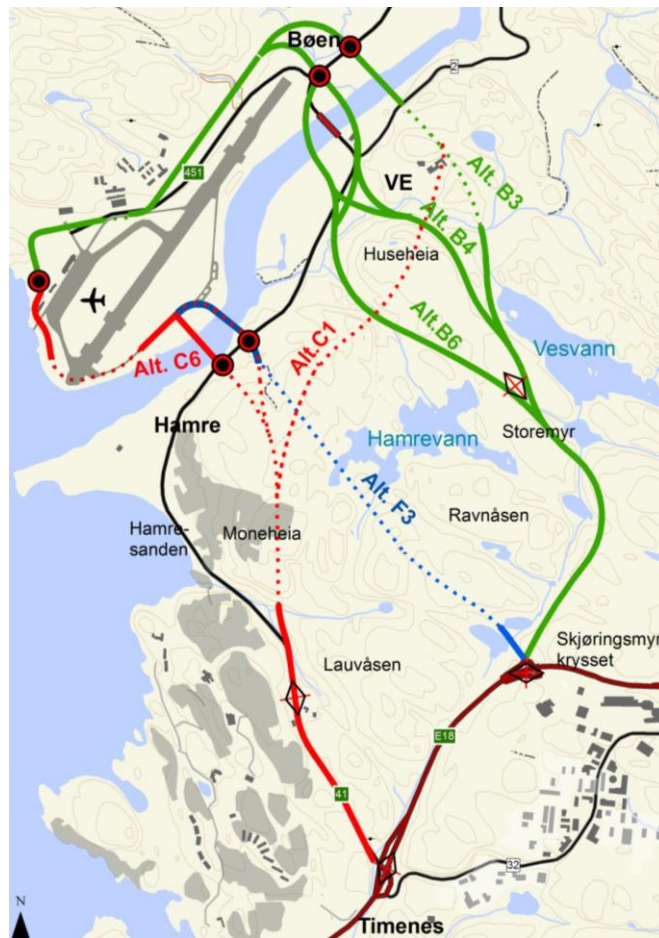 Bøen
2
451
VE
Alt. B3
Alt. B4
Huseheia
Alt.B6
Alt.C1
Alt. C6
Vesvann
Hamre
Hamrevann
Storemyr
Alt. F3
Ravnåsen
Hamre-
sanden
Moneheia
Lauvåsen
Skjøringsmyr
krysset
E18
41
32
N
Timenes